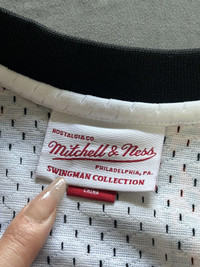 NOSTALGIA CO.
Mitchell & Ness
PHILADELPHIA, PA.
SWINGMAN COLLECTION